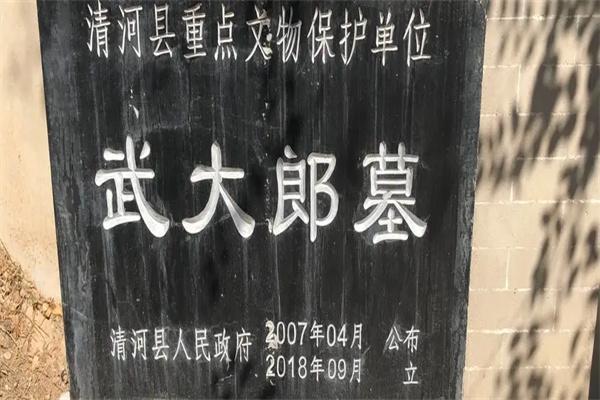 清河县重点文物保护单位
武大郎墓
清河县人民政府 2007年04月 公布
2018年09月 立